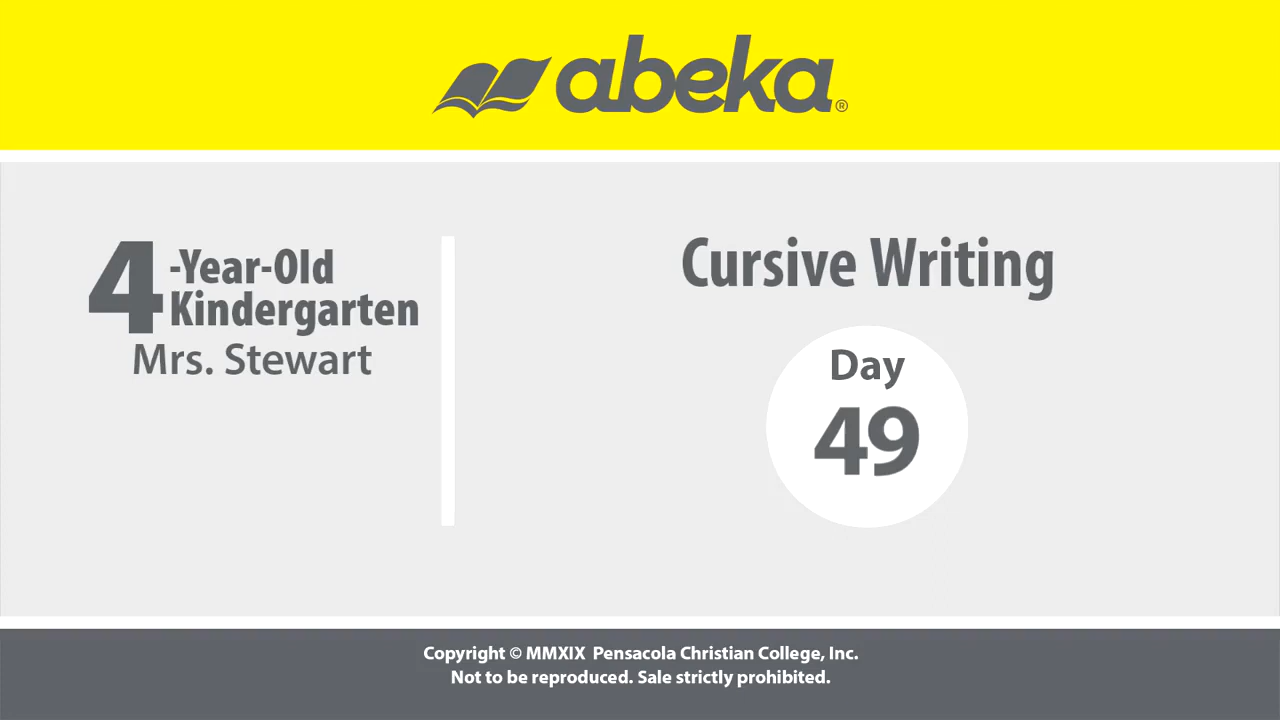 abeka®
4-Year-Old
Kindergarten
Mrs. Stewart
Cursive Writing
Day
49
Copyright © MMXIX Pensacola Christian College, Inc.
Not to be reproduced. Sale strictly prohibited.